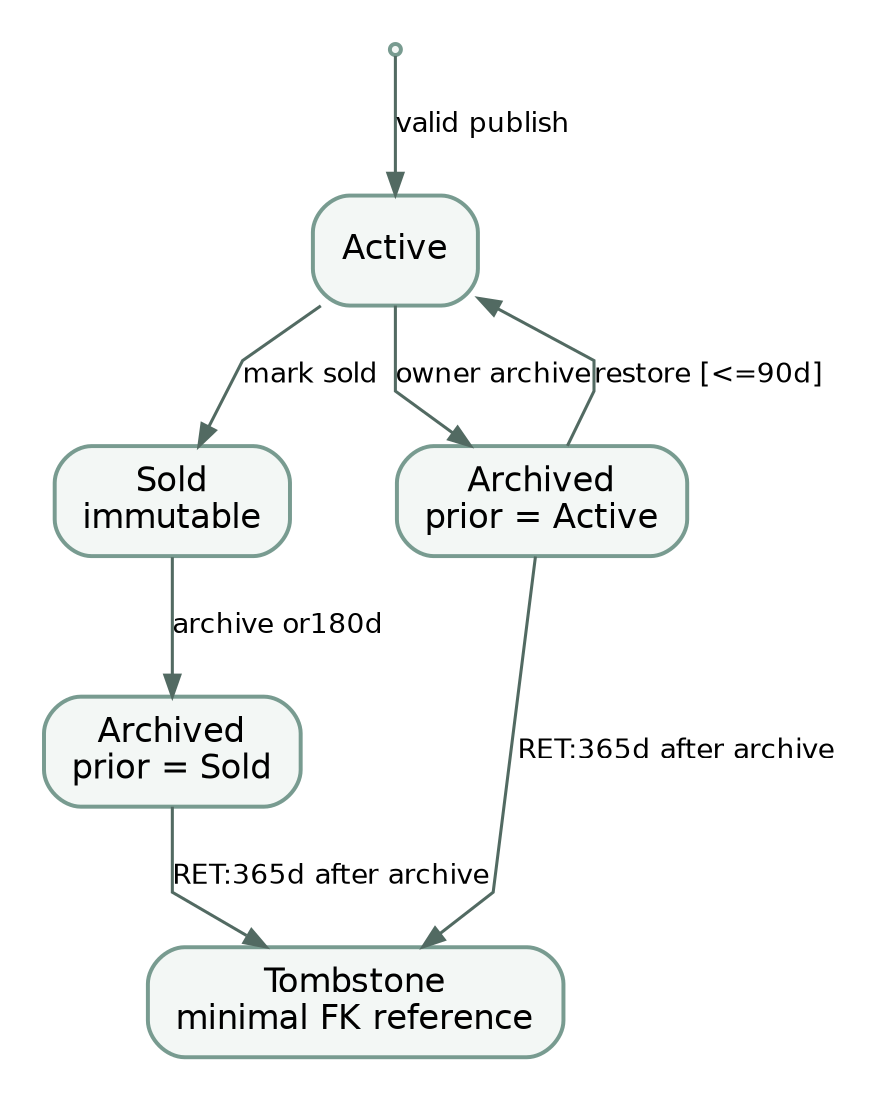 valid publish
Active
mark sold
owner archive
restore [<=90d]
Sold
immutable
Archived
prior = Active
archive or180d
Archived
prior = Sold
RET:365d after archive
RET:365d after archive
Tombstone
minimal FK reference